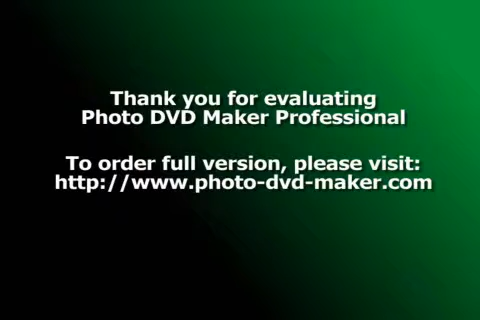 Thank you for evaluating
Photo DVD Maker Professional
To order full version, please visit:
http://www.photo-dvd-maker.com